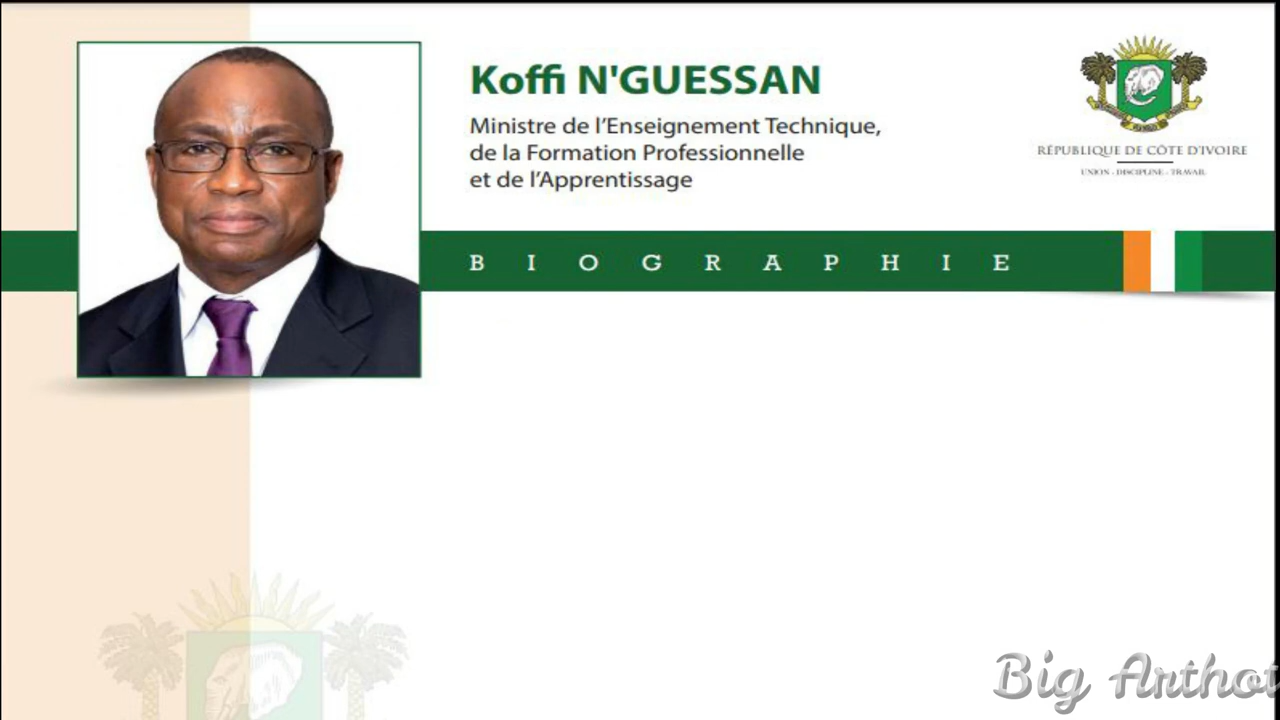 Koffi N'GUESSAN
Ministre de l'Enseignement Technique,
de la Formation Professionnelle
et de l'Apprentissage
RÉPUBLIQUE DE CÔTE D'IVOIRE
UNION - DISCIPLINE - TRAVAIL
BIOGRAPHIE
Big Arthot